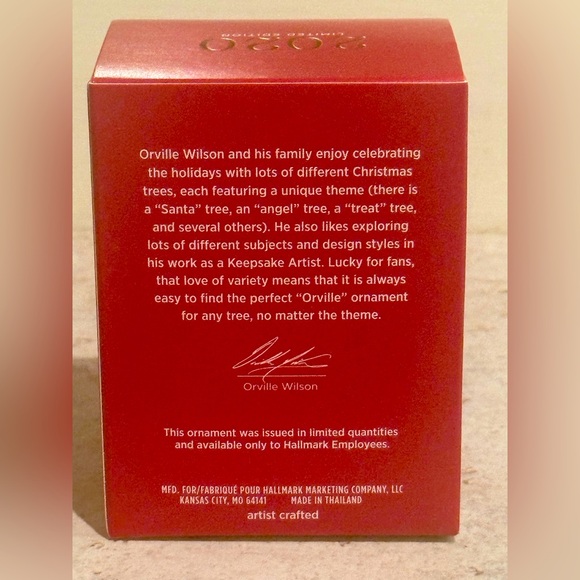 2020
LIMITED EDITION
Orville Wilson and his family enjoy celebrating
the holidays with lots of different Christmas
trees, each featuring a unique theme (there is
a “Santa” tree, an “angel” tree, a “treat” tree,
and several others). He also likes exploring
lots of different subjects and design styles in
his work as a Keepsake Artist. Lucky for fans,
that love of variety means that it is always
easy to find the perfect “Orville” ornament
for any tree, no matter the theme.
Orville Wilson
Orville Wilson
This ornament was issued in limited quantities
and available only to Hallmark Employees.
MFD. FOR/FABRIQUÉ POUR HALLMARK MARKETING COMPANY, LLC
KANSAS CITY, MO 64141 MADE IN THAILAND
artist crafted